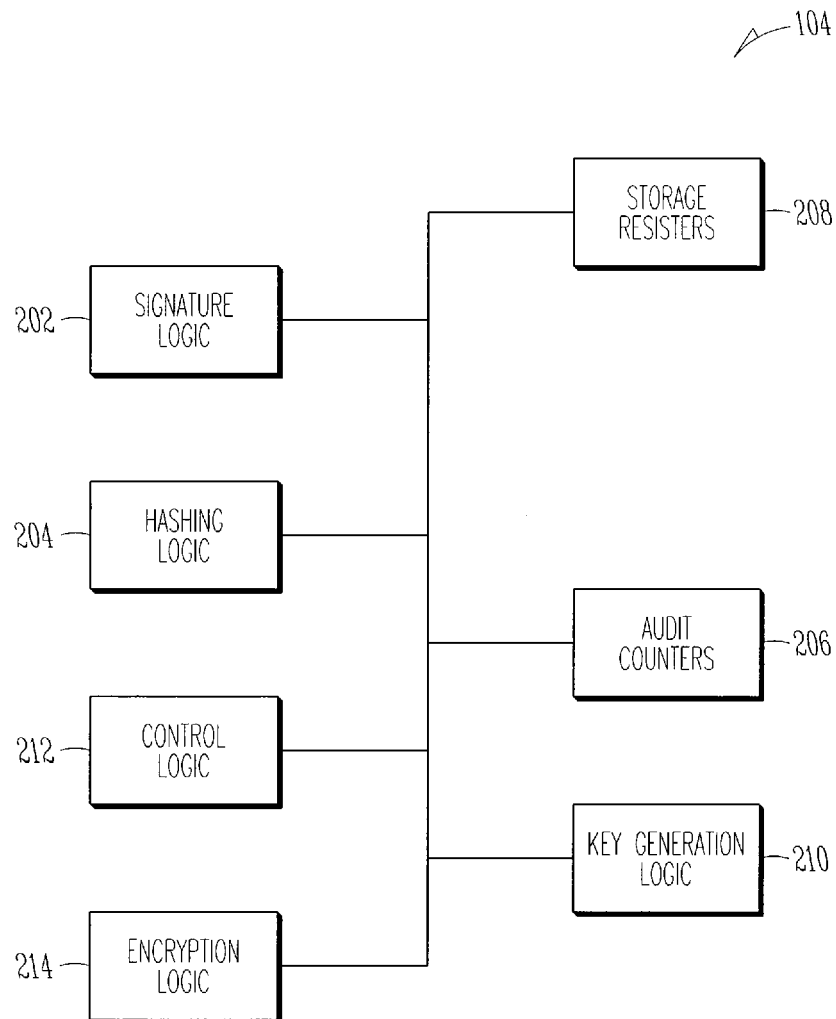 104
STORAGE
RESISTERS
208
SIGNATURE
LOGIC
202
HASHING
LOGIC
204
AUDIT
COUNTERS
206
CONTROL
LOGIC
212
KEY GENERATION
LOGIC
210
ENCRYPTION
LOGIC
214